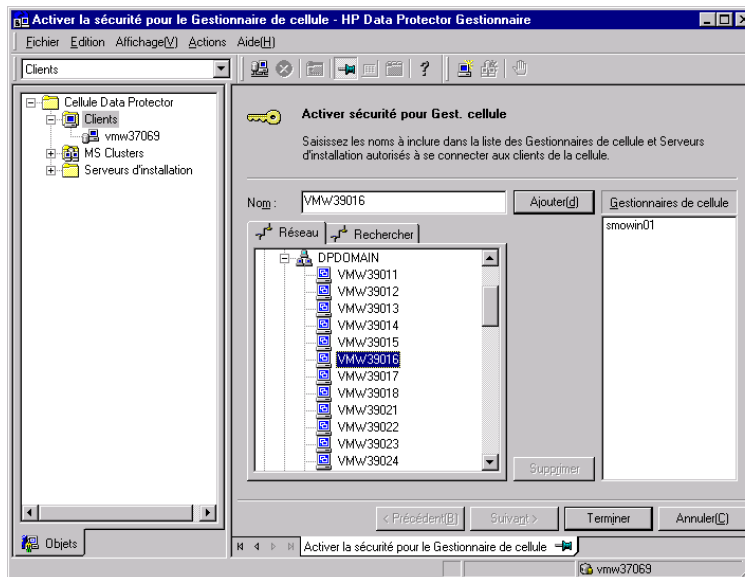 Activer la sécurité pour le Gestionnaire de cellule - HP Data Protector Gestionnaire
Fichier Edition Affichage(V) Actions Aide(H)
Clients
Cellule Data Protector
Clients
vmw37069
MS Clusters
Serveurs d'installation
Objets
Activer sécurité pour Gest. cellule
Saisissez les noms à inclure dans la liste des Gestionnaires de cellule et Serveurs
d'installation autorisés à se connecter aux clients de la cellule.
Nom : VMW39016 Ajouter(d) Gestionnaires de cellule
smowin01
Réseau Rechercher
DPDOMAIN
VMW39011
VMW39012
VMW39013
VMW39014
VMW39015
VMW39016
VMW39017
VMW39018
VMW39021
VMW39022
VMW39023
VMW39024
Supprimer
< Précédent(B) Suivant > Terminer Annuler(C)
Activer la sécurité pour le Gestionnaire de cellule
vmw37069